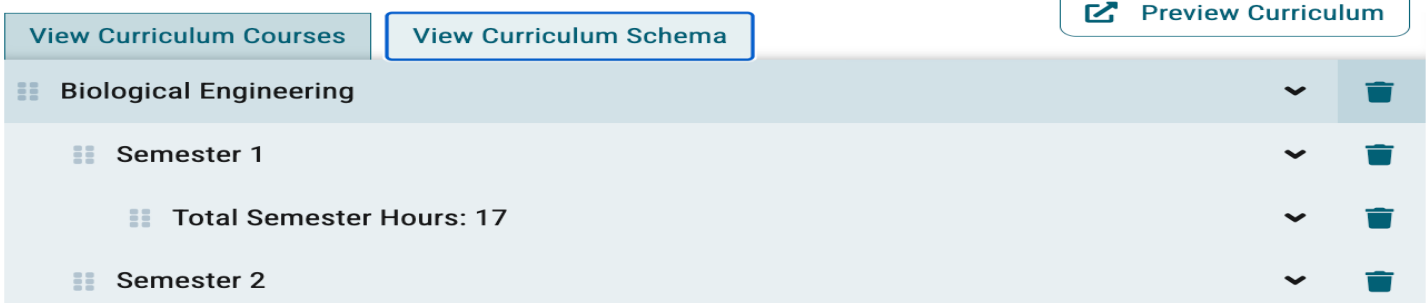 Preview Curriculum
View Curriculum Courses
View Curriculum Schema
Biological Engineering
Semester 1
Total Semester Hours: 17
Semester 2